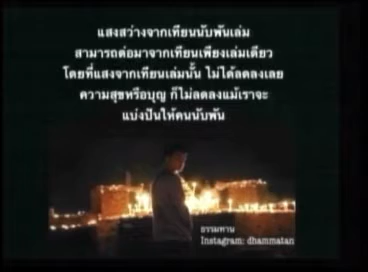 แสงสว่างจากเทียนนับพันเล่ม
สามารถต่อมาจากเทียนเพียงเล่มเดียว
โดยที่แสงจากเทียนเล่มนั้น ไม่ได้ลดลงเลย
ความสุขหรือบุญ ก็ไม่ลดลงแม้เราจะ
แบ่งปันให้คนนับพัน
ธรรมทาน
Instagram: dhammatan